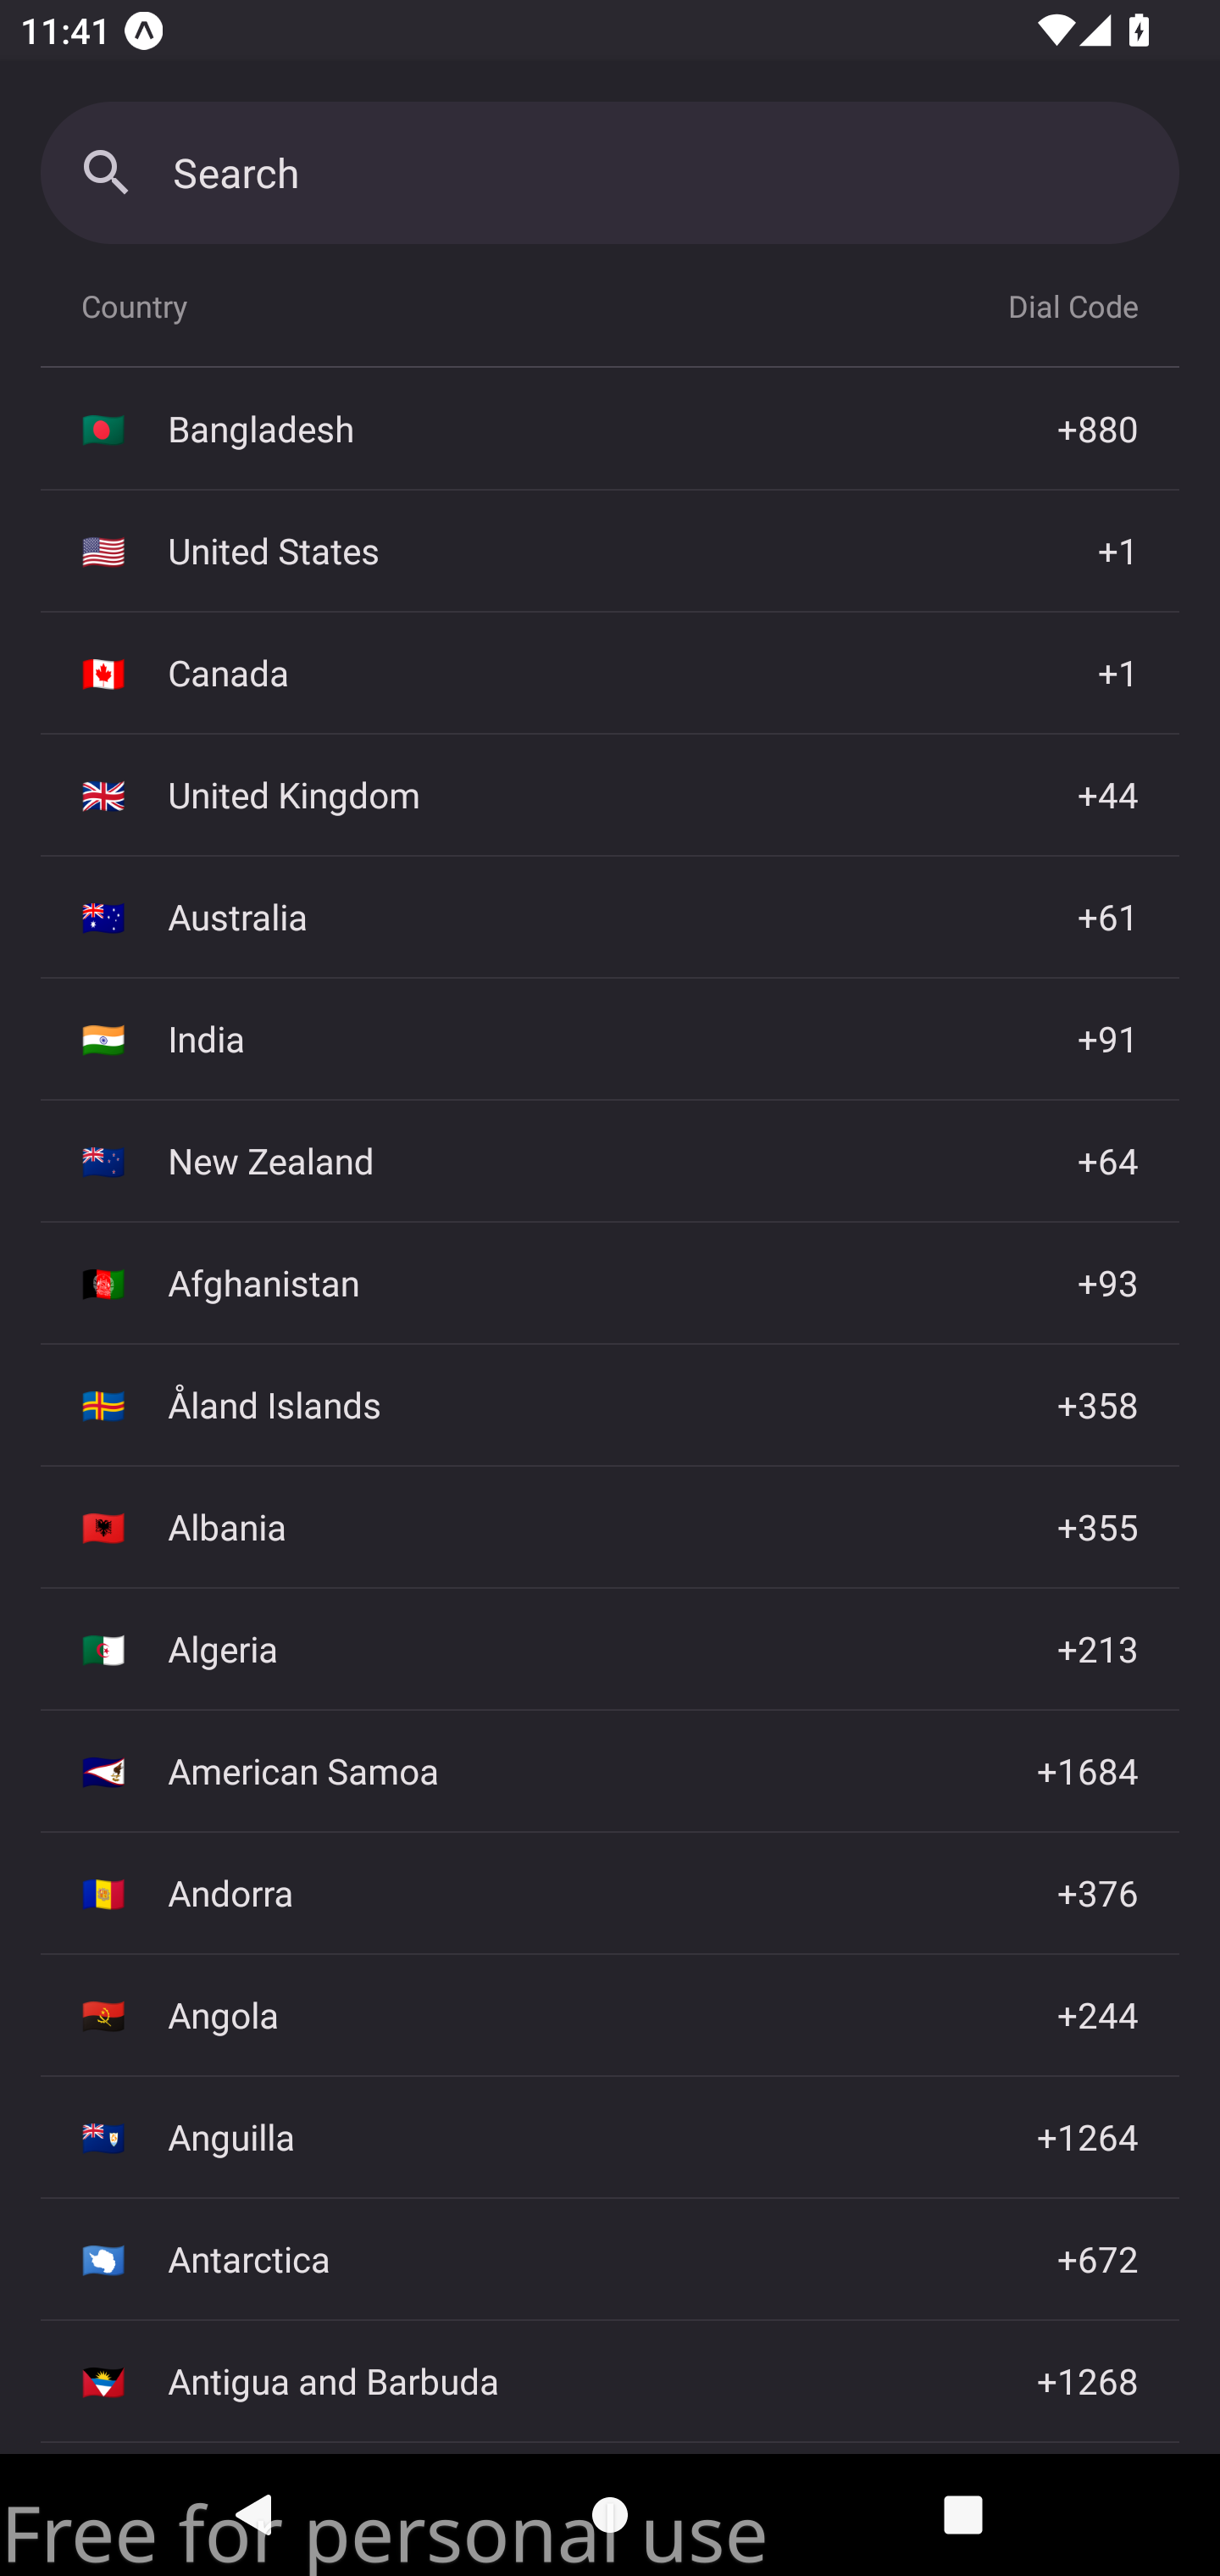 11:41
Search
Country Dial Code
Bangladesh +880
United States +1
Canada +1
United Kingdom +44
Australia +61
India +91
New Zealand +64
Afghanistan +93
Åland Islands +358
Albania +355
Algeria +213
American Samoa +1684
Andorra +376
Angola +244
Anguilla +1264
Antarctica +672
Antigua and Barbuda +1268
Free for personal use